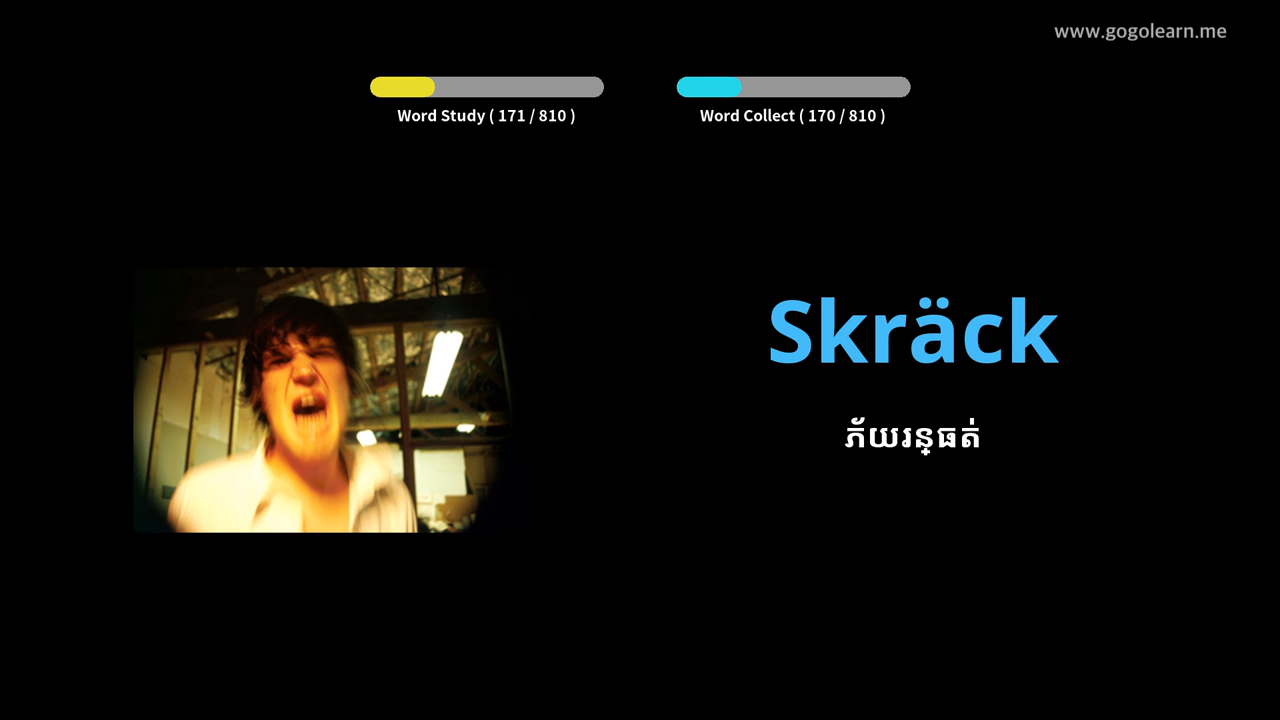 www.gogolearn.me
Word Study ( 171 / 810 )
Word Collect ( 170 / 810 )
Skräck
ភ័យរន្ធត់